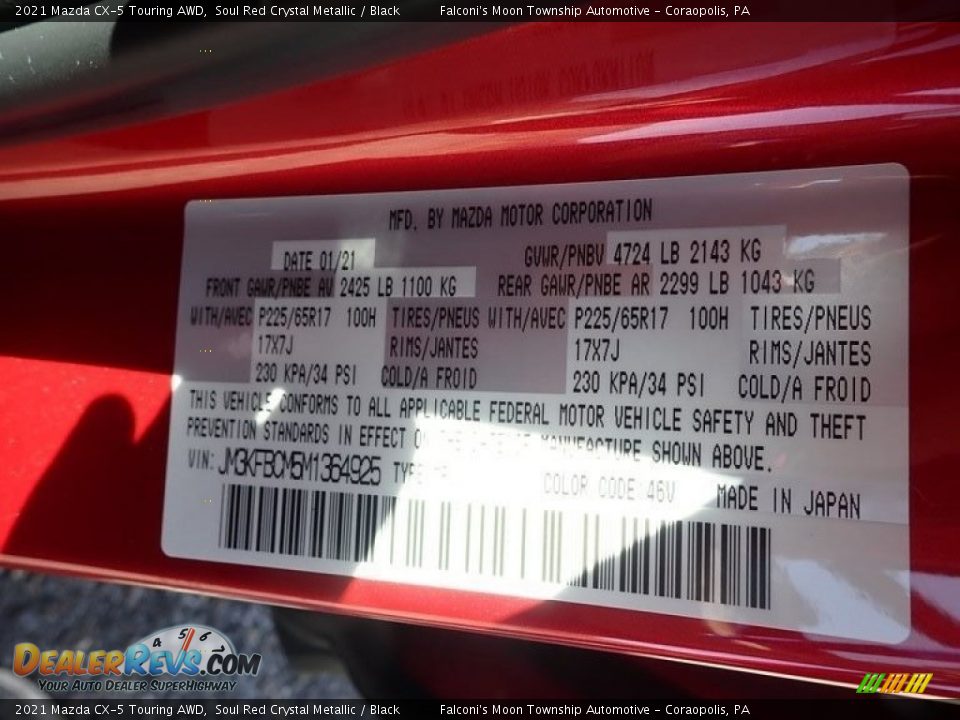 2021 Mazda CX-5 Touring AWD, Soul Red Crystal Metallic / Black Falconi's Moon Township Automotive - Coraopolis, PA
MFD. BY MAZDA MOTOR CORPORATION
DATE 01/21 GVWR/PNBV 4724 LB 2143 KG
FRONT GAWR/PNBE AV 2425 LB 1100 KG REAR GAWR/PNBE AR 2299 LB 1043 KG
WITH/AVEC P225/65R17 100H TIRES/PNEUS WITH/AVEC P225/65R17 100H TIRES/PNEUS
17X7J RIMS/JANTES 17X7J RIMS/JANTES
230 KPA/34 PSI COLD/A FROID 230 KPA/34 PSI COLD/A FROID
THIS VEHICLE CONFORMS TO ALL APPLICABLE FEDERAL MOTOR VEHICLE SAFETY AND THEFT
PREVENTION STANDARDS IN EFFECT ON THE DATE OF MANUFACTURE SHOWN ABOVE.
VIN: JM3KFBCM5M1364925 COLOR CODE 46V MADE IN JAPAN
4 5 6
DEALERREVS.COM
YOUR AUTO DEALER SUPERHIGHWAY
2021 Mazda CX-5 Touring AWD, Soul Red Crystal Metallic / Black Falconi's Moon Township Automotive - Coraopolis, PA